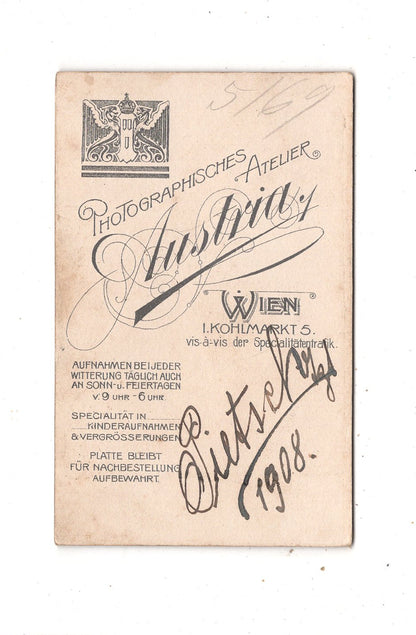 5/69
PHOTOGRAPHISCHES ATELIER
Austria,
WIEN
I. KOHLMARKT 5.
vis-à-vis der Specialitätentrafik.
AUFNAHMEN BEI JEDER
WITTERUNG TÄGLICH AUCH
AN SONN- U. FEIERTAGEN
v. 9 UHR - 6 UHR.
SPECIALITÄT IN
KINDERAUFNAHMEN
& VERGRÖSSERUNGEN
PLATTE BLEIBT
FÜR NACHBESTELLUNG
AUFBEWAHRT.
1908.